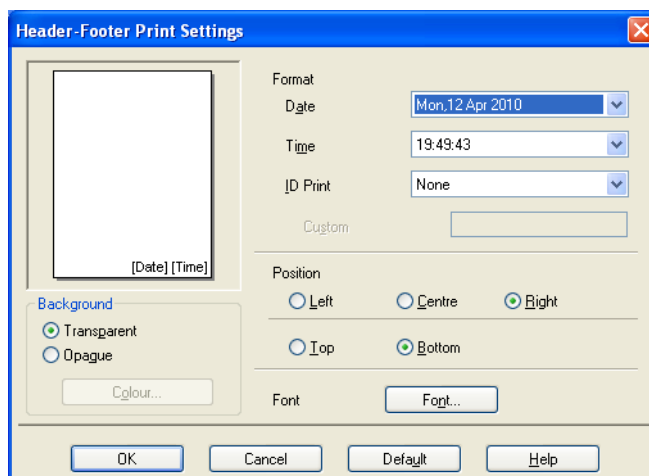 Header-Footer Print Settings
Format
Date
Mon,12 Apr 2010
Time
19:49:43
ID Print
None
Custom
[Date] [Time]
Position
Left
Centre
Right
Top
Bottom
Background
Transparent
Opaque
Colour...
Font
Font...
OK
Cancel
Default
Help